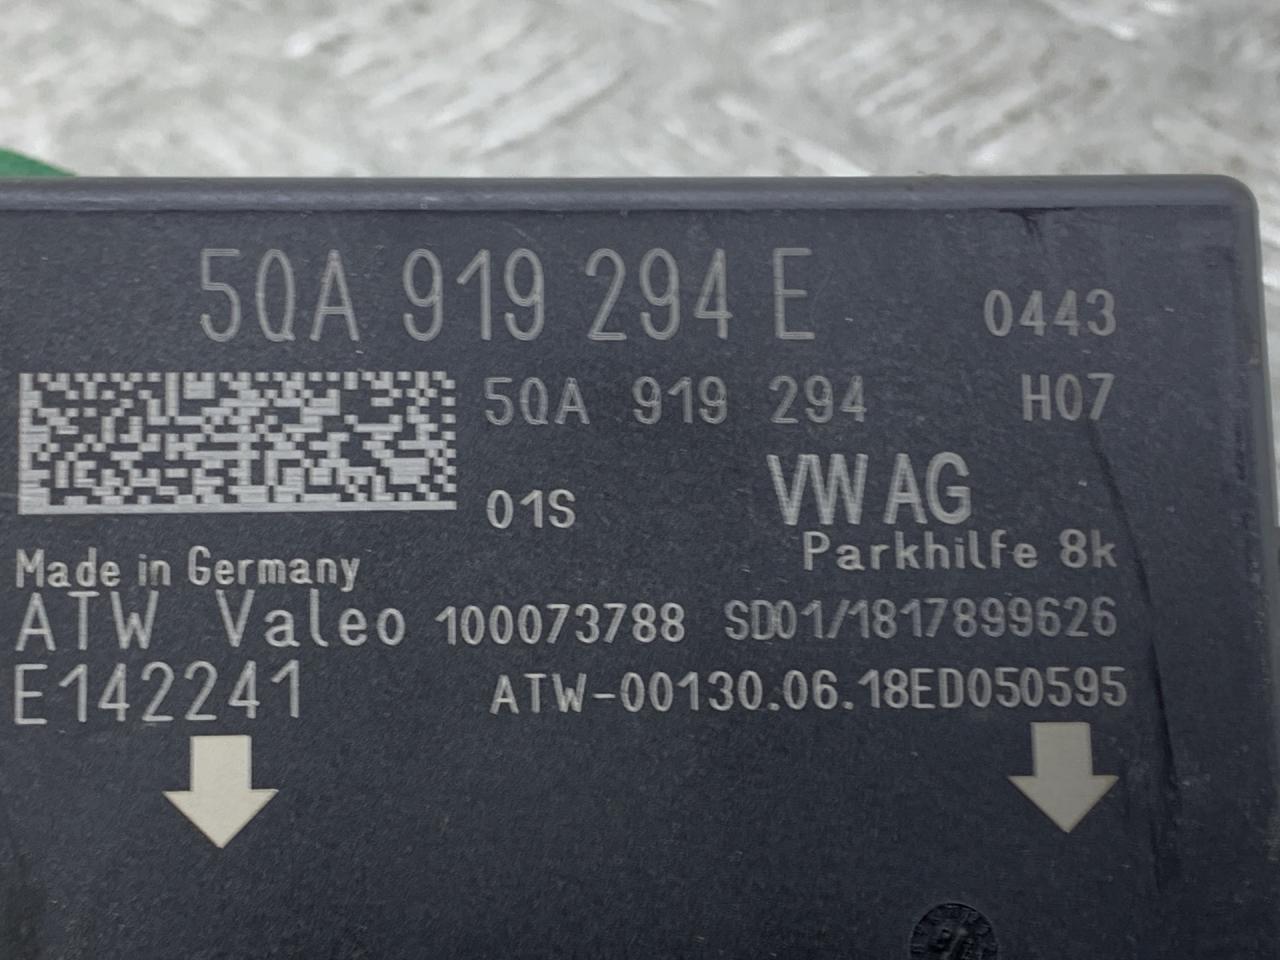 5QA 919 294 E 0443
5QA 919 294 H07
01S VW AG
Parkhilfe 8k
Made in Germany
ATW Valeo 100073788 SD01/1817899626
E142241 ATW-00130.06.18ED050595